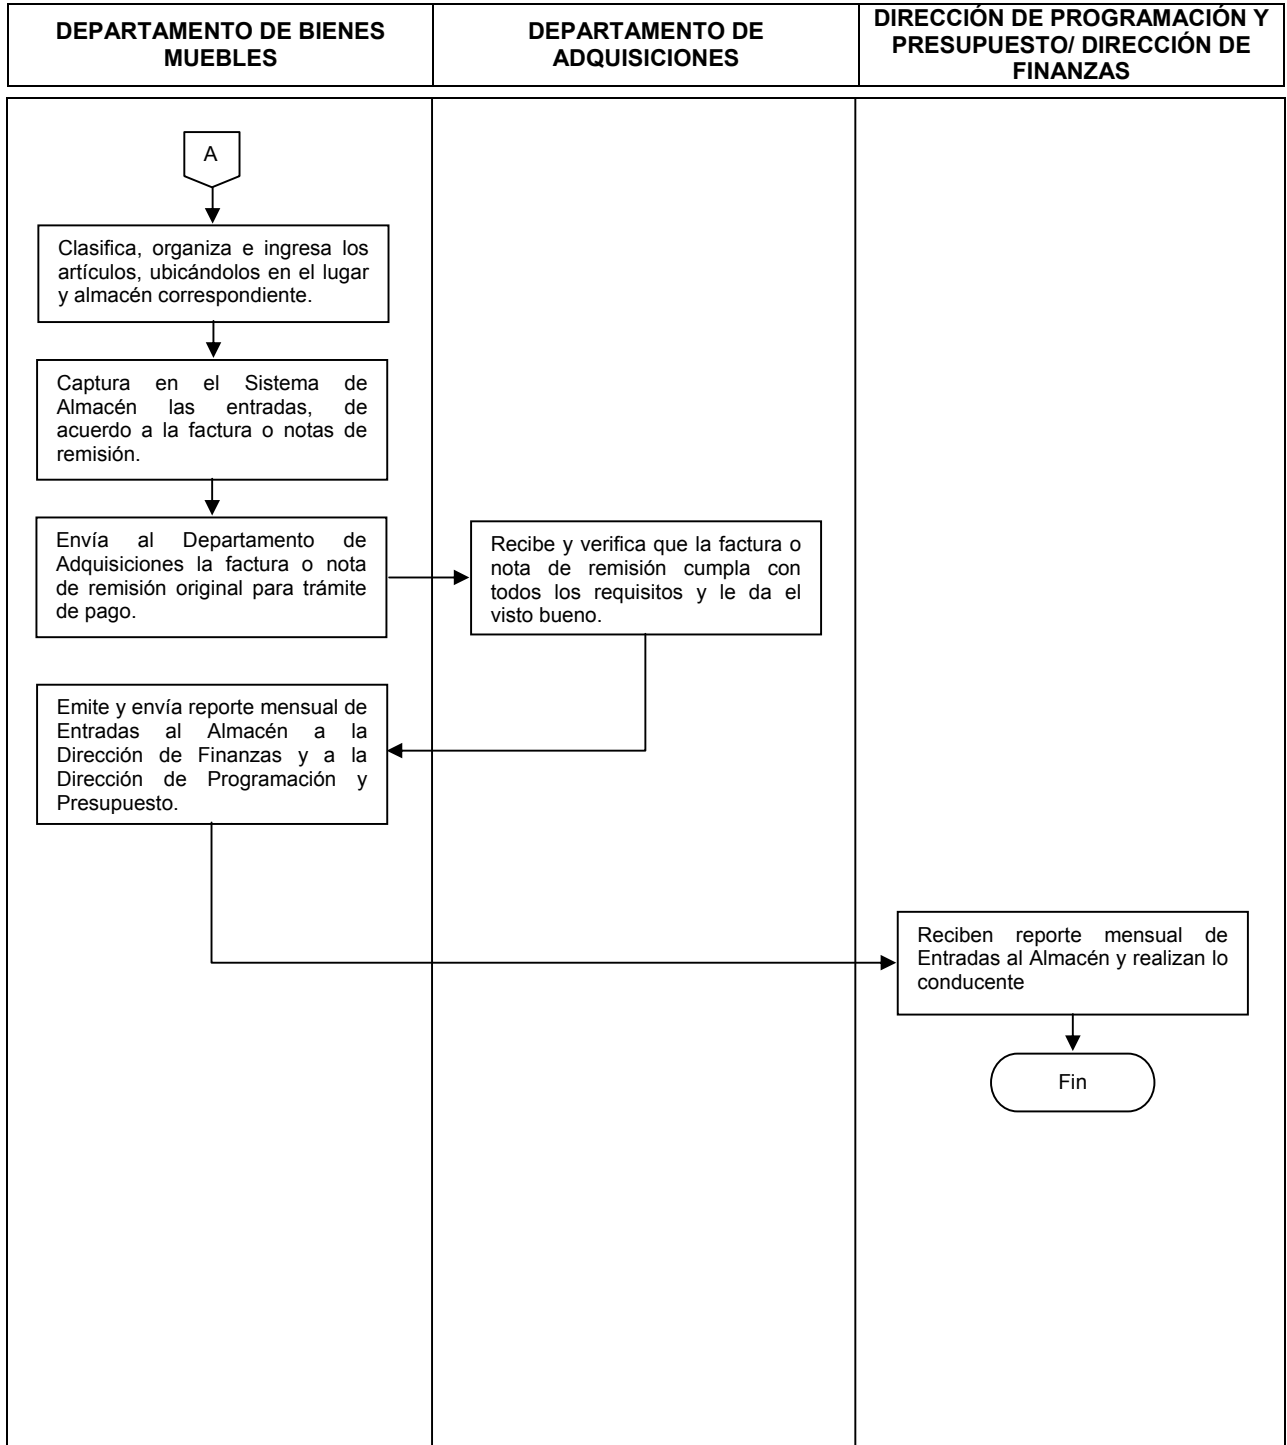 DEPARTAMENTO DE BIENES
MUEBLES
DEPARTAMENTO DE
ADQUISICIONES
DIRECCIÓN DE PROGRAMACIÓN Y
PRESUPUESTO/ DIRECCIÓN DE
FINANZAS
A
Clasifica, organiza e ingresa los
artículos, ubicándolos en el lugar
y almacén correspondiente.
Captura en el Sistema de
Almacén las entradas, de
acuerdo a la factura o notas de
remisión.
Envía al Departamento de
Adquisiciones la factura o nota
de remisión original para trámite
de pago.
Recibe y verifica que la factura o
nota de remisión cumpla con
todos los requisitos y le da el
visto bueno.
Emite y envía reporte mensual de
Entradas al Almacén a la
Dirección de Finanzas y a la
Dirección de Programación y
Presupuesto.
Reciben reporte mensual de
Entradas al Almacén y realizan lo
conducente
Fin